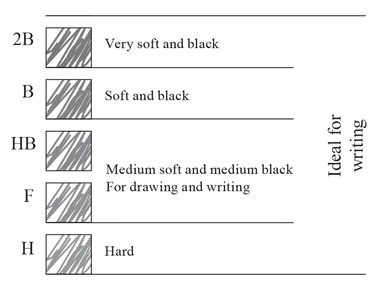 2B
Very soft and black
B
Soft and black
HB
Medium soft and medium black
For drawing and writing
F
H
Hard
Ideal for
writing